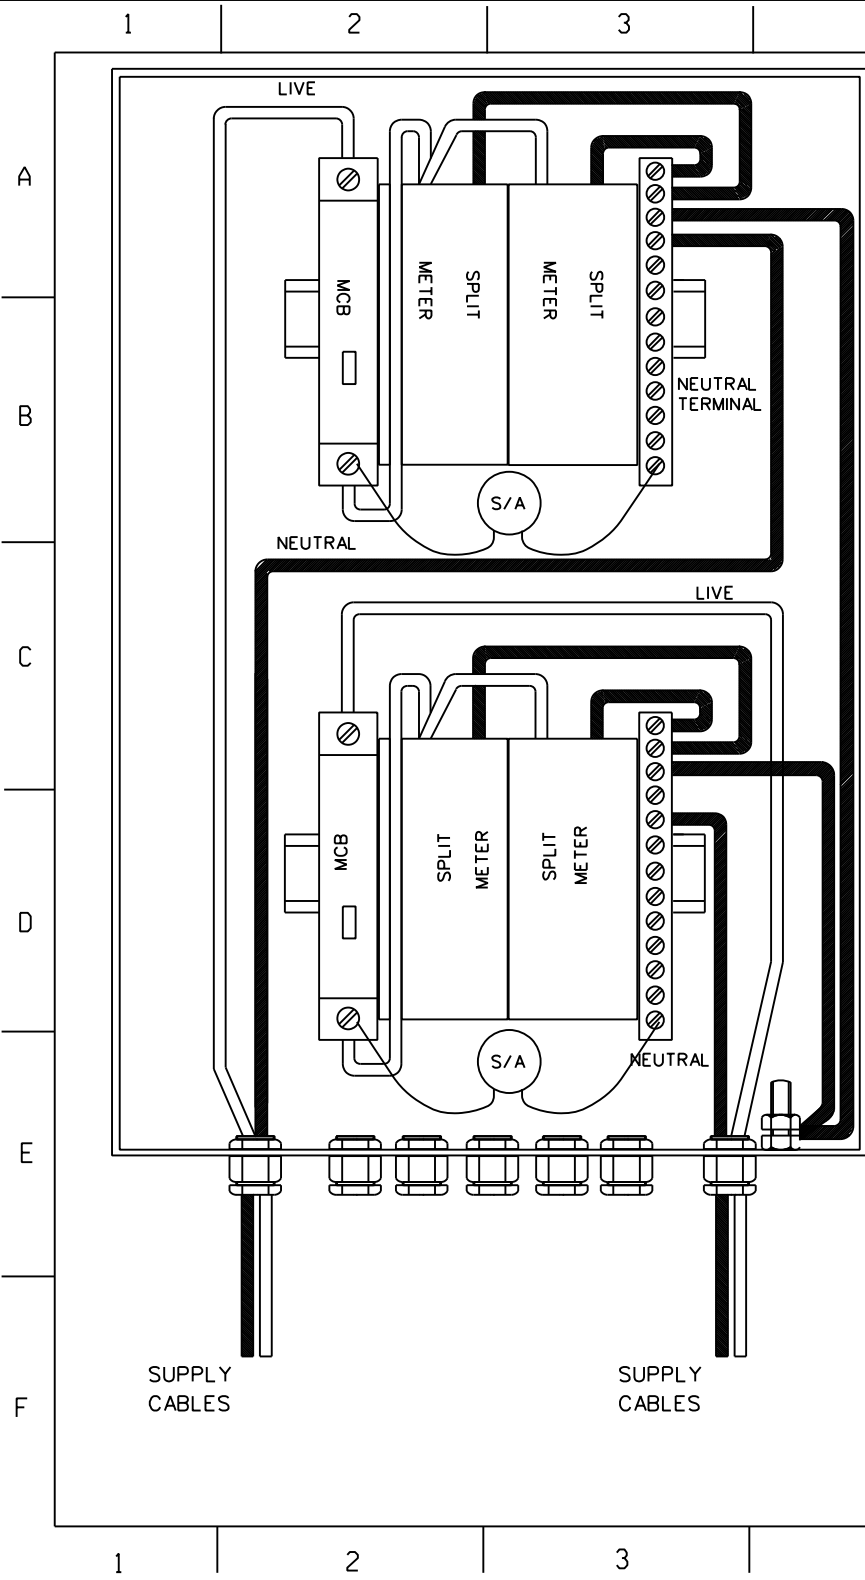 1 2 3
LIVE
A
MCB
METER SPLIT METER SPLIT
NEUTRAL
TERMINAL
B
S/A
NEUTRAL
LIVE
C
MCB
SPLIT METER SPLIT METER
D
S/A
NEUTRAL
E
SUPPLY
CABLES
SUPPLY
CABLES
F
1 2 3